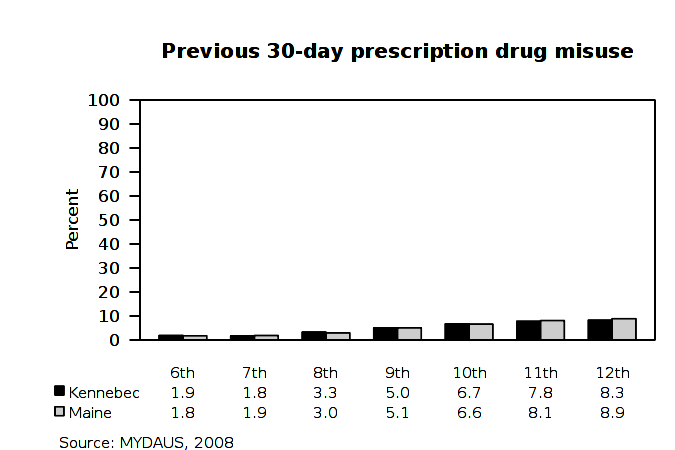 Previous 30-day prescription drug misuse
100
90
80
70
60
50
40
30
20
10
0
Percent
6th 7th 8th 9th 10th 11th 12th
Kennebec 1.9 1.8 3.3 5.0 6.7 7.8 8.3
Maine 1.8 1.9 3.0 5.1 6.6 8.1 8.9
Source: MYDAUS, 2008